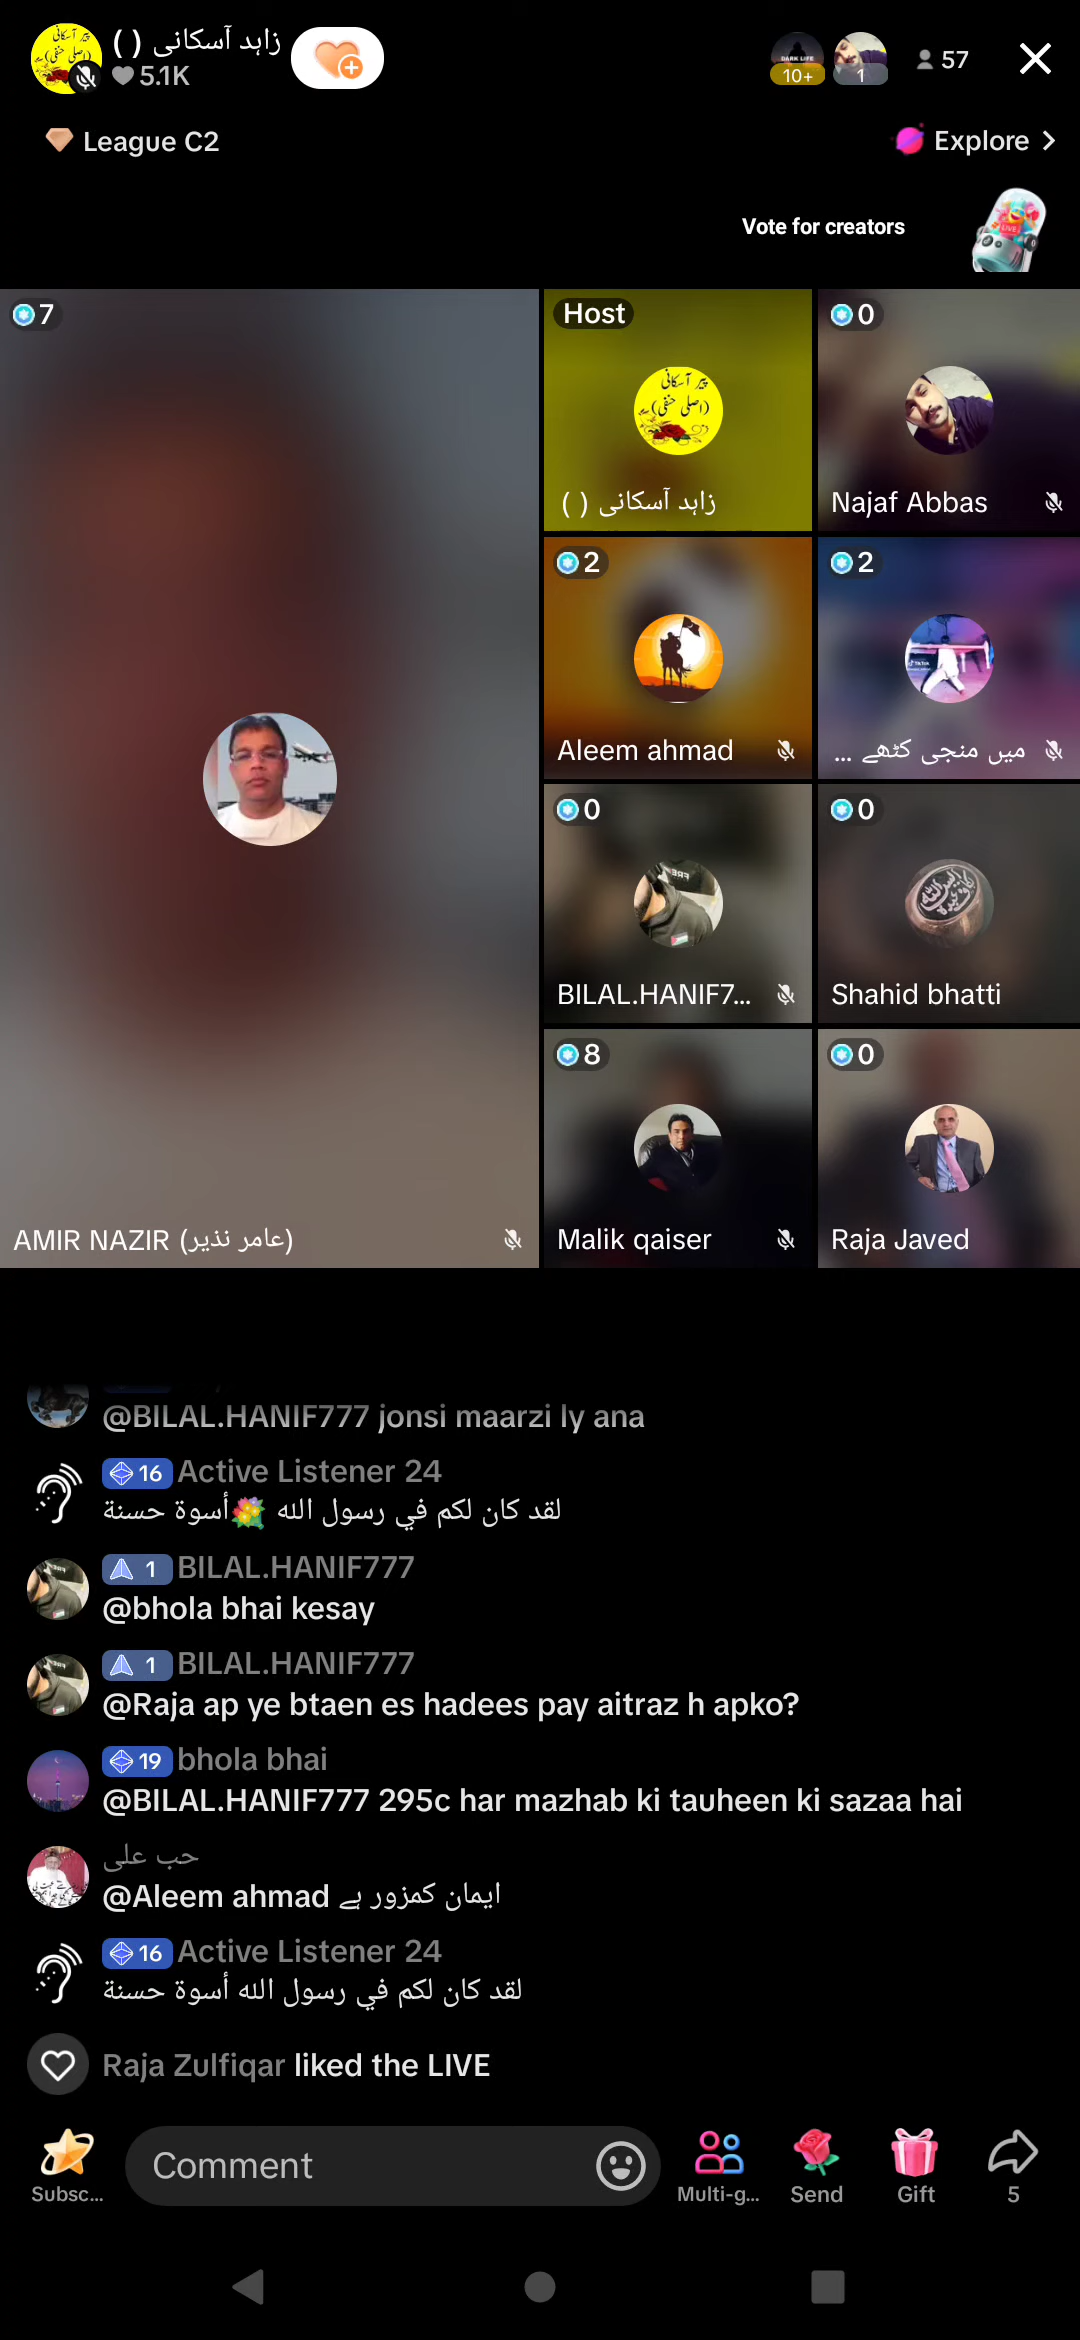 زاہد آسکانی ( )
5.1K
10+
1
57
League C2
Explore
Vote for creators
7
Host
پیر آسکانی
(اصلی حنفی)
زاہد آسکانی ( )
0
Najaf Abbas
2
Aleem ahmad
2
میں منجی کٹھے ...
0
BILAL.HANIF7...
0
Shahid bhatti
8
Malik qaiser
0
Raja Javed
AMIR NAZIR (عامر نذیر)
@BILAL.HANIF777 jonsi maarzi ly ana
16 Active Listener 24
لقد كان لكم في رسول الله 💐أسوة حسنة
1 BILAL.HANIF777
@bhola bhai kesay
1 BILAL.HANIF777
@Raja ap ye btaen es hadees pay aitraz h apko?
19 bhola bhai
@BILAL.HANIF777 295c har mazhab ki tauheen ki sazaa hai
حب علی
@Aleem ahmad ایمان کمزور ہے
16 Active Listener 24
لقد كان لكم في رسول الله أسوة حسنة
Raja Zulfiqar liked the LIVE
Comment
Subsc...
Multi-g...
Send
Gift
5